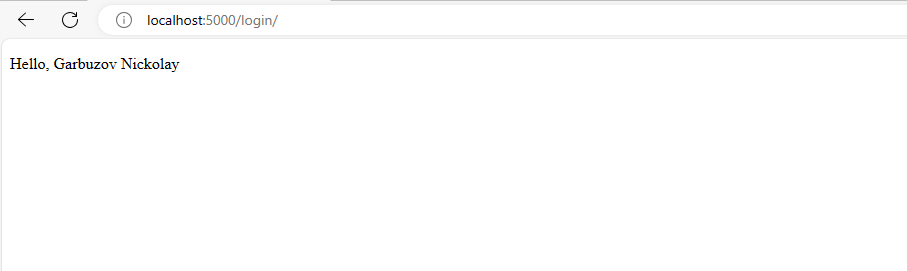 localhost:5000/login/
Hello, Garbuzov Nickolay